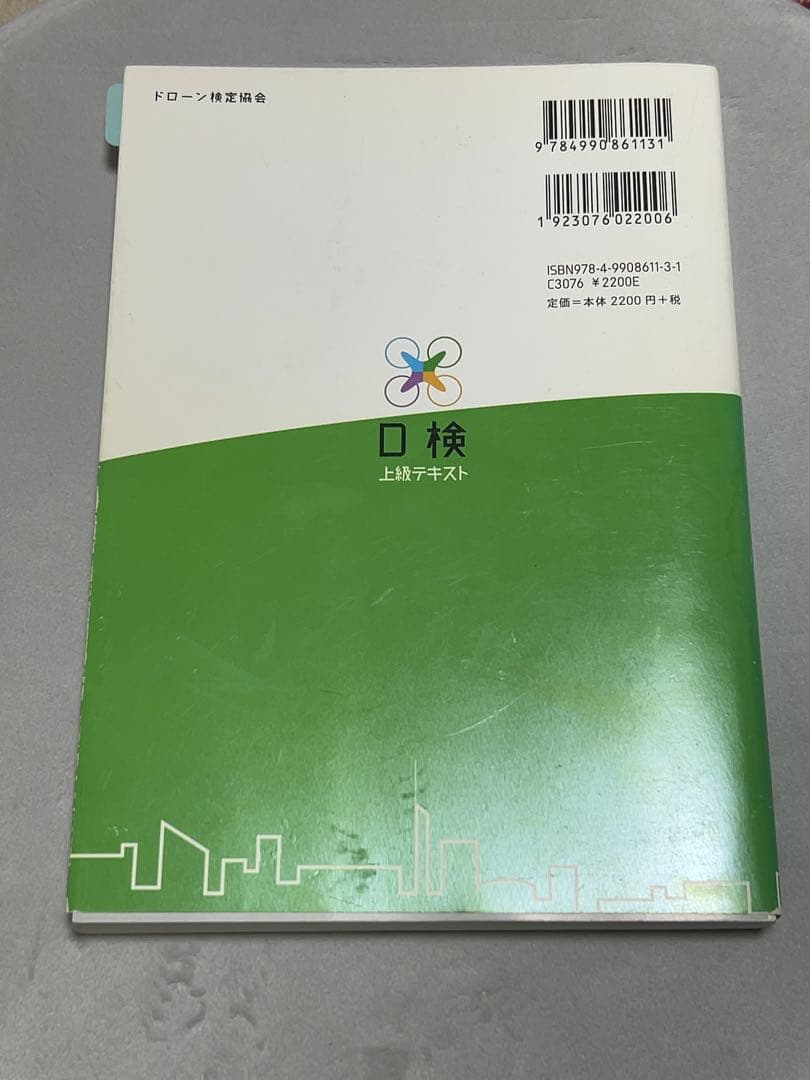 ドローン検定協会
9784990861131
1923076022006
ISBN978-4-9908611-3-1
C3076 ¥2200E
定価=本体 2200 円+税
D 検
上級テキスト